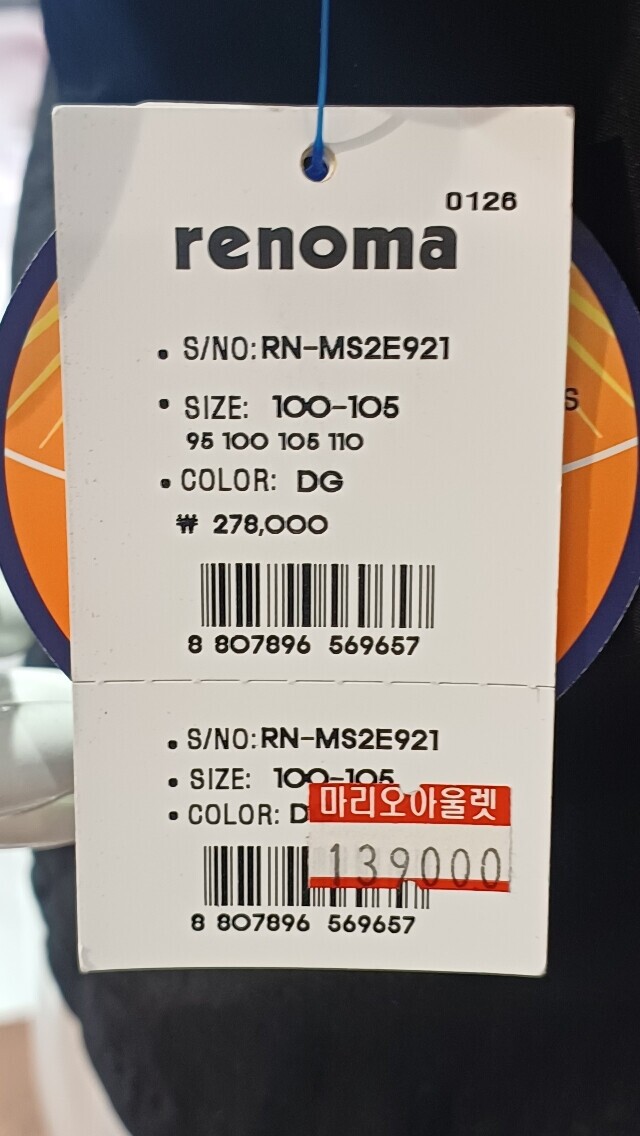 0126
renoma
• S/NO: RN-MS2E921
• SIZE: 100-105
95 100 105 110
• COLOR: DG
₩ 278,000
8 807896 569657
• S/NO: RN-MS2E921
• SIZE: 100-105
• COLOR: D
마리오아울렛
139000
8 807896 569657
S